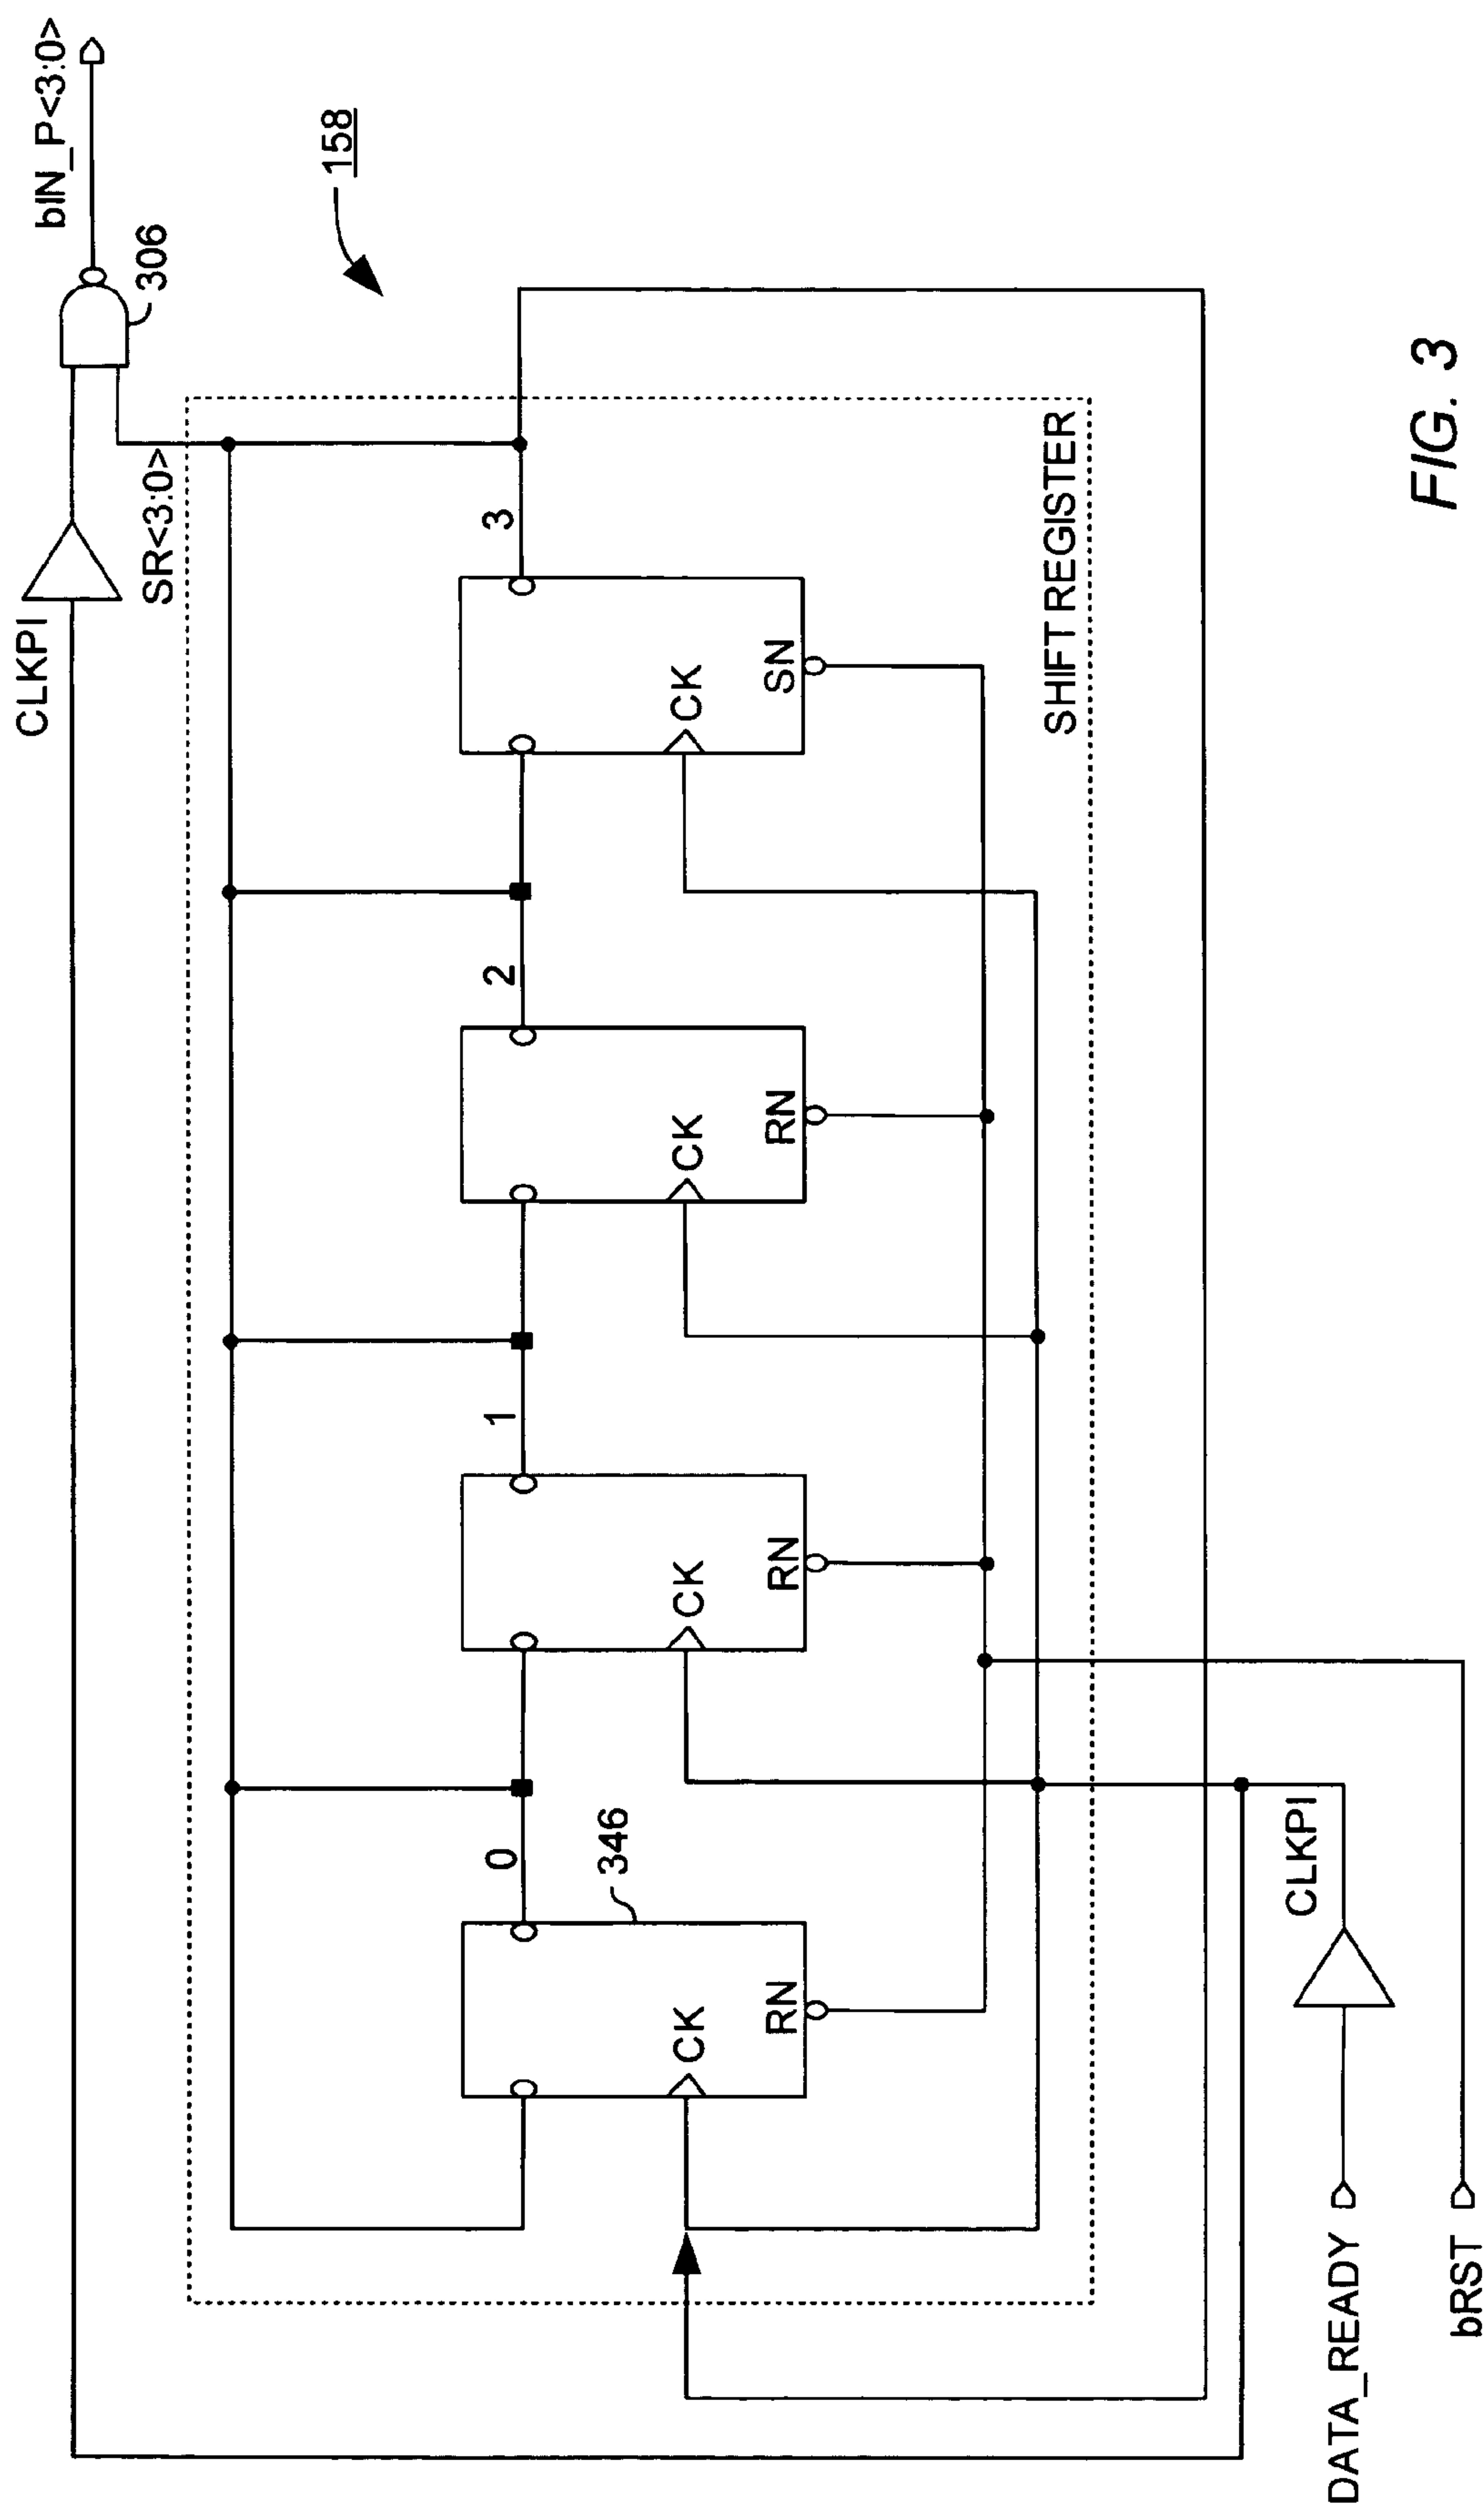 CLKPI
bIN_P<3:0>
306
SR<3:0>
158
0
1
2
3
346
CK
CK
CK
CK
RN
RN
RN
SN
SHIFT REGISTER
CLKPI
DATA_READY
bRST
FIG. 3